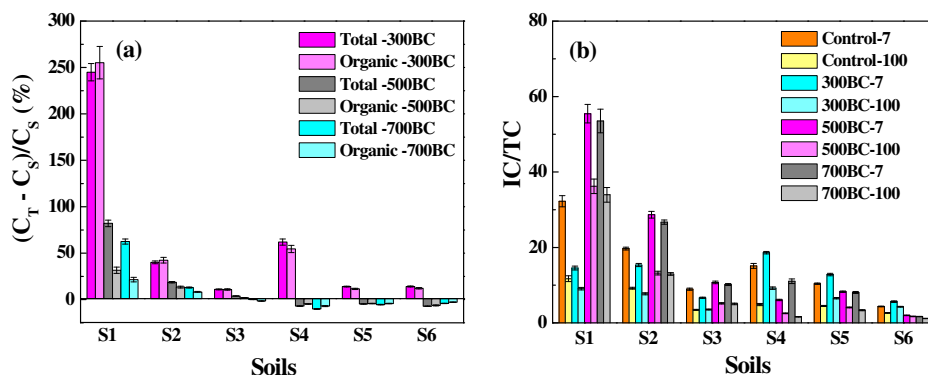 (a)
(C_T - C_S)/C_S (%)
300
250
200
150
100
50
0
Total -300BC
Organic -300BC
Total -500BC
Organic -500BC
Total -700BC
Organic -700BC
S1 S2 S3 S4 S5 S6
Soils
(b)
IC/TC
80
60
40
20
0
Control-7
Control-100
300BC-7
300BC-100
500BC-7
500BC-100
700BC-7
700BC-100
S1 S2 S3 S4 S5 S6
Soils